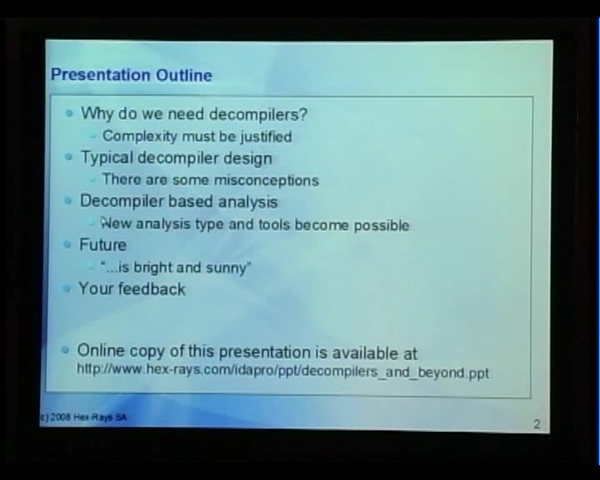 Presentation Outline
Why do we need decompilers?
Complexity must be justified
Typical decompiler design
There are some misconceptions
Decompiler based analysis
New analysis type and tools become possible
Future
"...is bright and sunny"
Your feedback
Online copy of this presentation is available at
http://www.hex-rays.com/idapro/ppt/decompilers_and_beyond.ppt
c) 2008 Hex-Rays SA
2